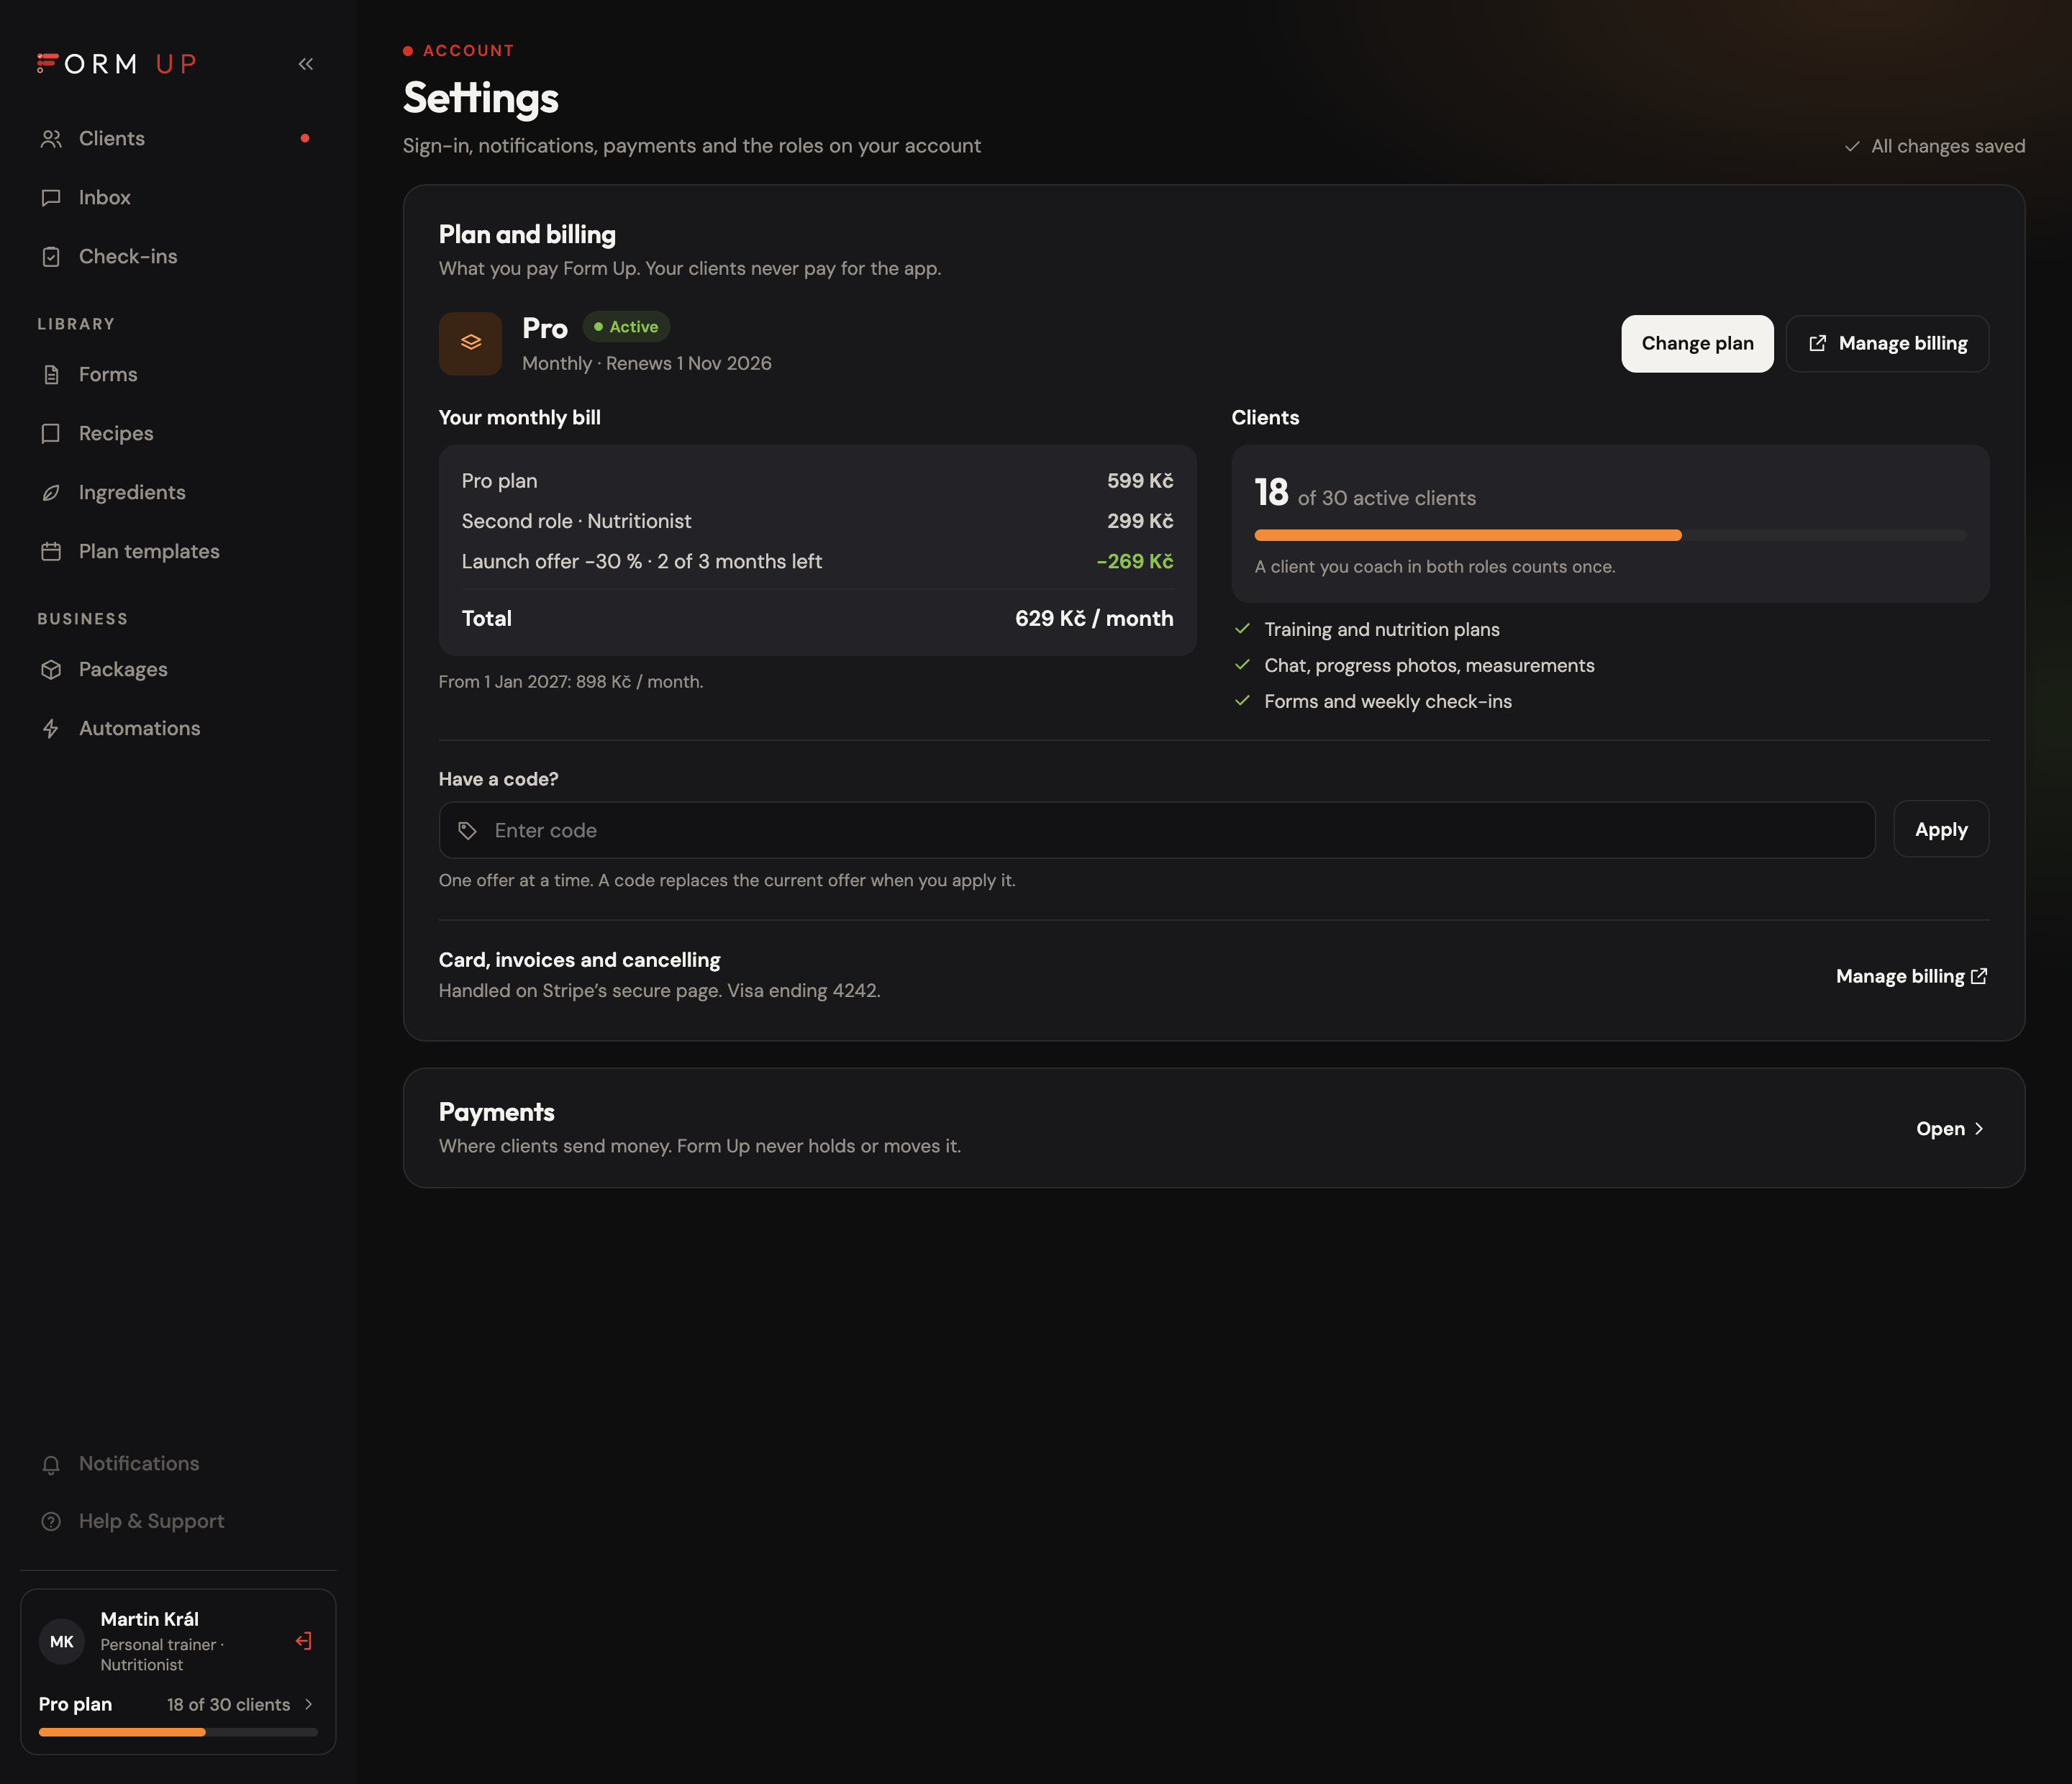 FORM UP
Clients
Inbox
Check-ins
LIBRARY
Forms
Recipes
Ingredients
Plan templates
BUSINESS
Packages
Automations
Notifications
Help & Support
MK
Martin Král
Personal trainer ·
Nutritionist
Pro plan 18 of 30 clients
ACCOUNT
Settings
Sign-in, notifications, payments and the roles on your account
All changes saved
Plan and billing
What you pay Form Up. Your clients never pay for the app.
Pro Active
Monthly · Renews 1 Nov 2026
Change plan
Manage billing
Your monthly bill
Pro plan 599 Kč
Second role · Nutritionist 299 Kč
Launch offer −30 % · 2 of 3 months left −269 Kč
Total 629 Kč / month
From 1 Jan 2027: 898 Kč / month.
Clients
18 of 30 active clients
A client you coach in both roles counts once.
Training and nutrition plans
Chat, progress photos, measurements
Forms and weekly check-ins
Have a code?
Enter code
Apply
One offer at a time. A code replaces the current offer when you apply it.
Card, invoices and cancelling
Handled on Stripe’s secure page. Visa ending 4242.
Manage billing
Payments
Where clients send money. Form Up never holds or moves it.
Open